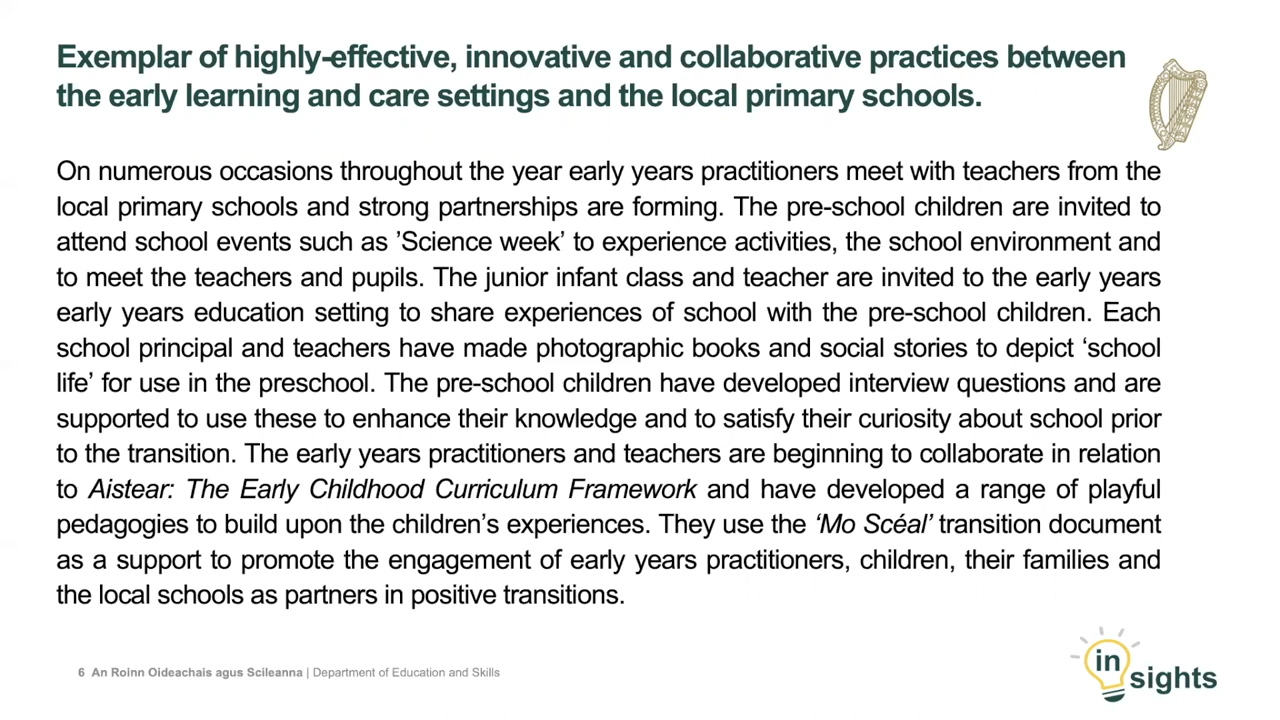 Exemplar of highly-effective, innovative and collaborative practices between
the early learning and care settings and the local primary schools.
On numerous occasions throughout the year early years practitioners meet with teachers from the
local primary schools and strong partnerships are forming. The pre-school children are invited to
attend school events such as ’Science week’ to experience activities, the school environment and
to meet the teachers and pupils. The junior infant class and teacher are invited to the early years
early years education setting to share experiences of school with the pre-school children. Each
school principal and teachers have made photographic books and social stories to depict ‘school
life’ for use in the preschool. The pre-school children have developed interview questions and are
supported to use these to enhance their knowledge and to satisfy their curiosity about school prior
to the transition. The early years practitioners and teachers are beginning to collaborate in relation
to Aistear: The Early Childhood Curriculum Framework and have developed a range of playful
pedagogies to build upon the children’s experiences. They use the ‘Mo Scéal’ transition document
as a support to promote the engagement of early years practitioners, children, their families and
the local schools as partners in positive transitions.
6 An Roinn Oideachais agus Scileanna | Department of Education and Skills
in
sights